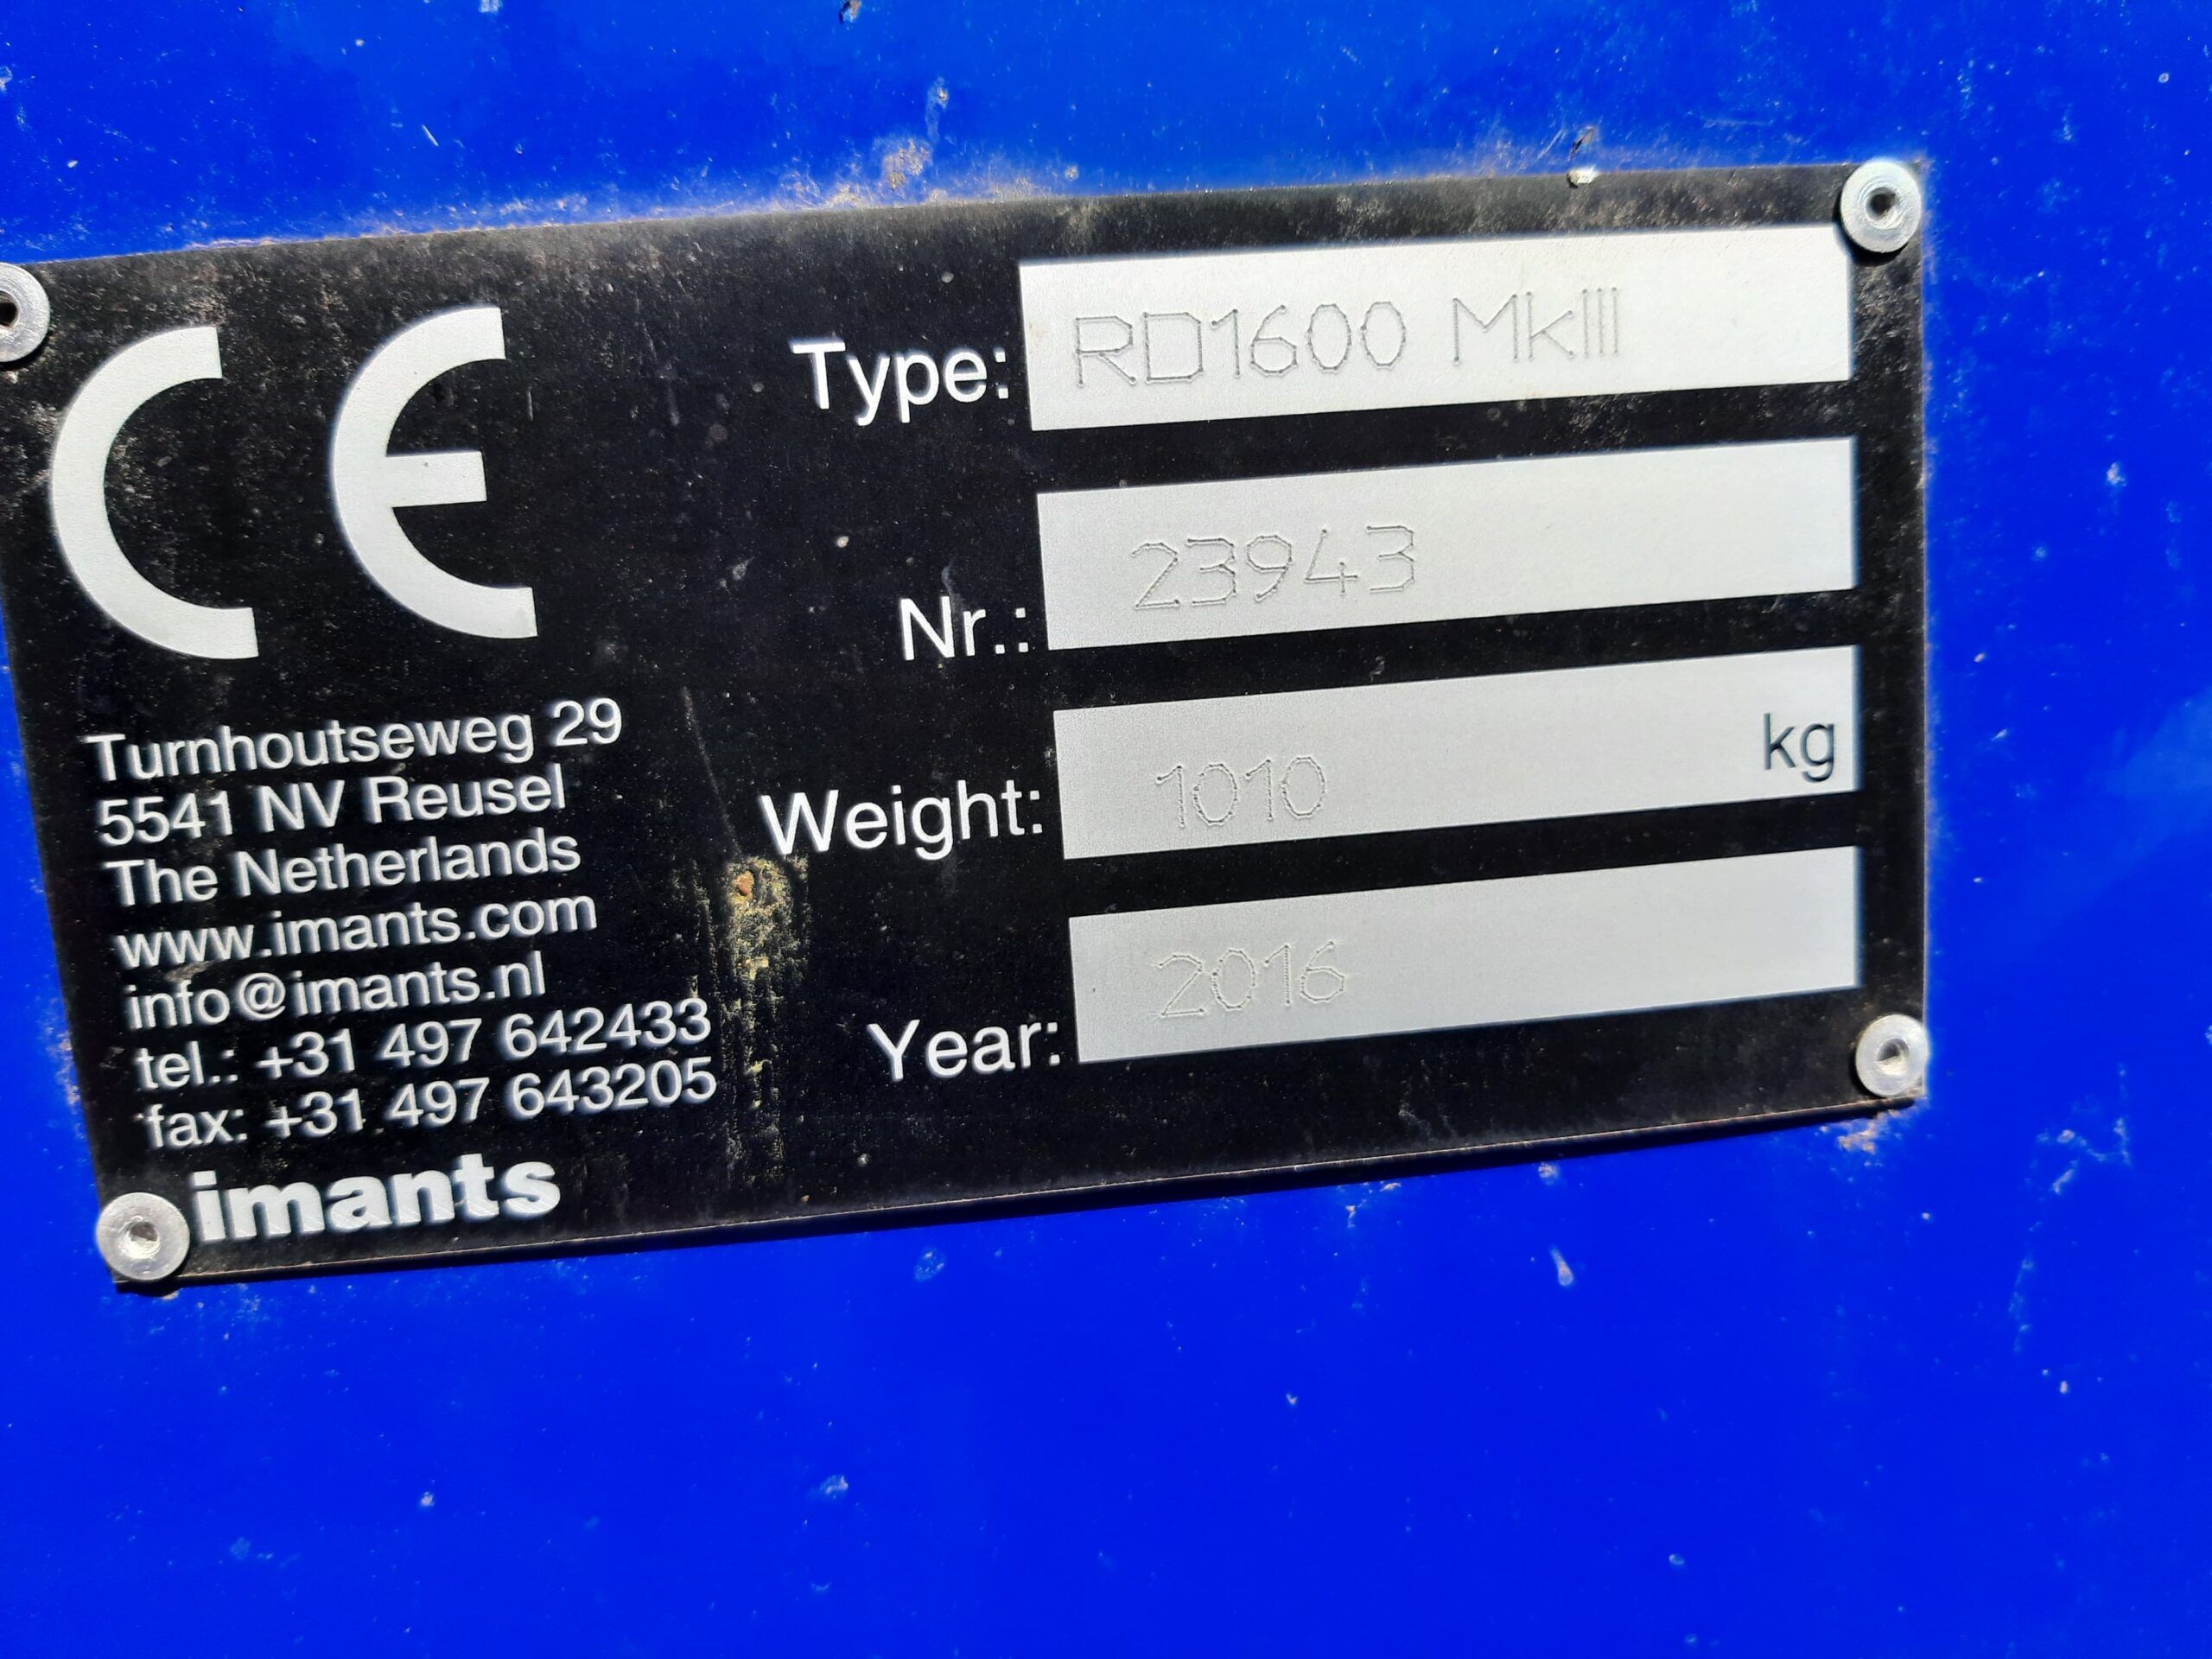 CE
Type: RD1600 MkIII
Nr.: 23943
Weight: 1010 kg
Year: 2016
Turnhoutseweg 29
5541 NV Reusel
The Netherlands
www.imants.com
info@imants.nl
tel.: +31 497 642433
fax: +31 497 643205
imants